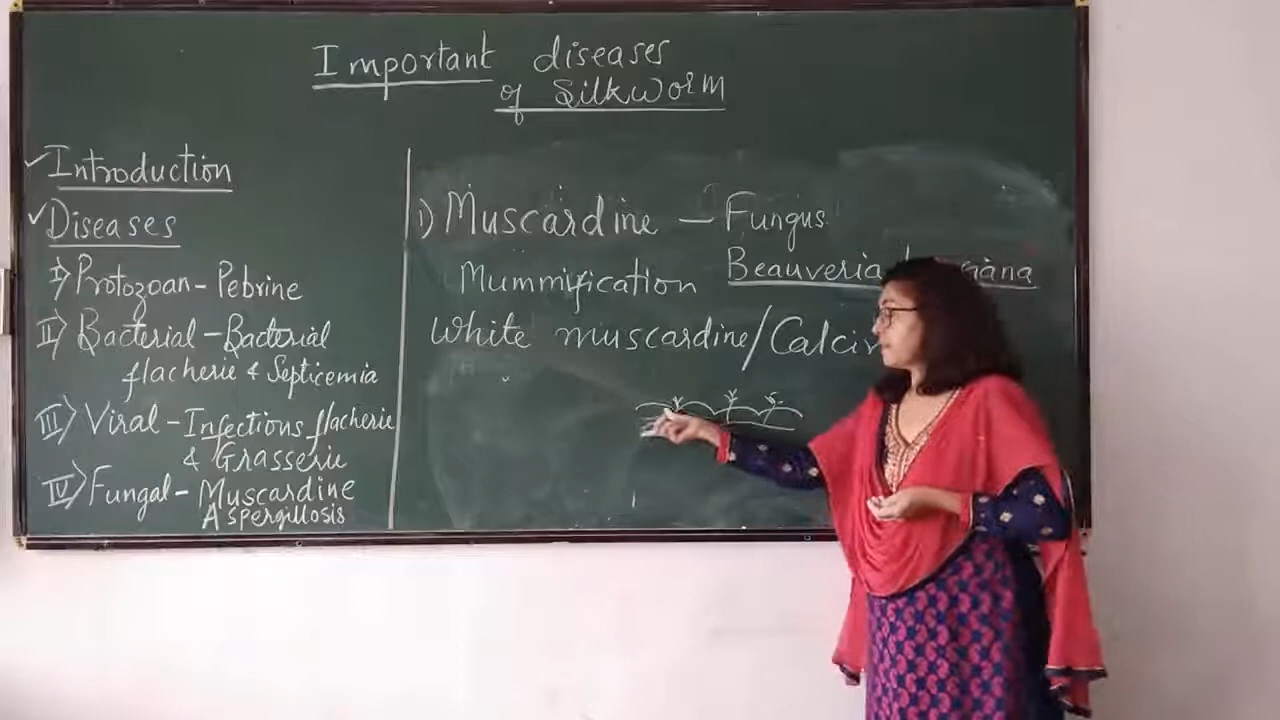 Important diseases
of Silkworm
✓Introduction
✓Diseases
I> Protozoan - Pebrine
II> Bacterial - Bacterial
flacherie & Septicemia
III> Viral - Infections flacherie
& Grasserie
IV> Fungal - Muscardine
Aspergillosis
1) Muscardine — Fungus
Beauveria
Mummification
White muscardine/Calcin